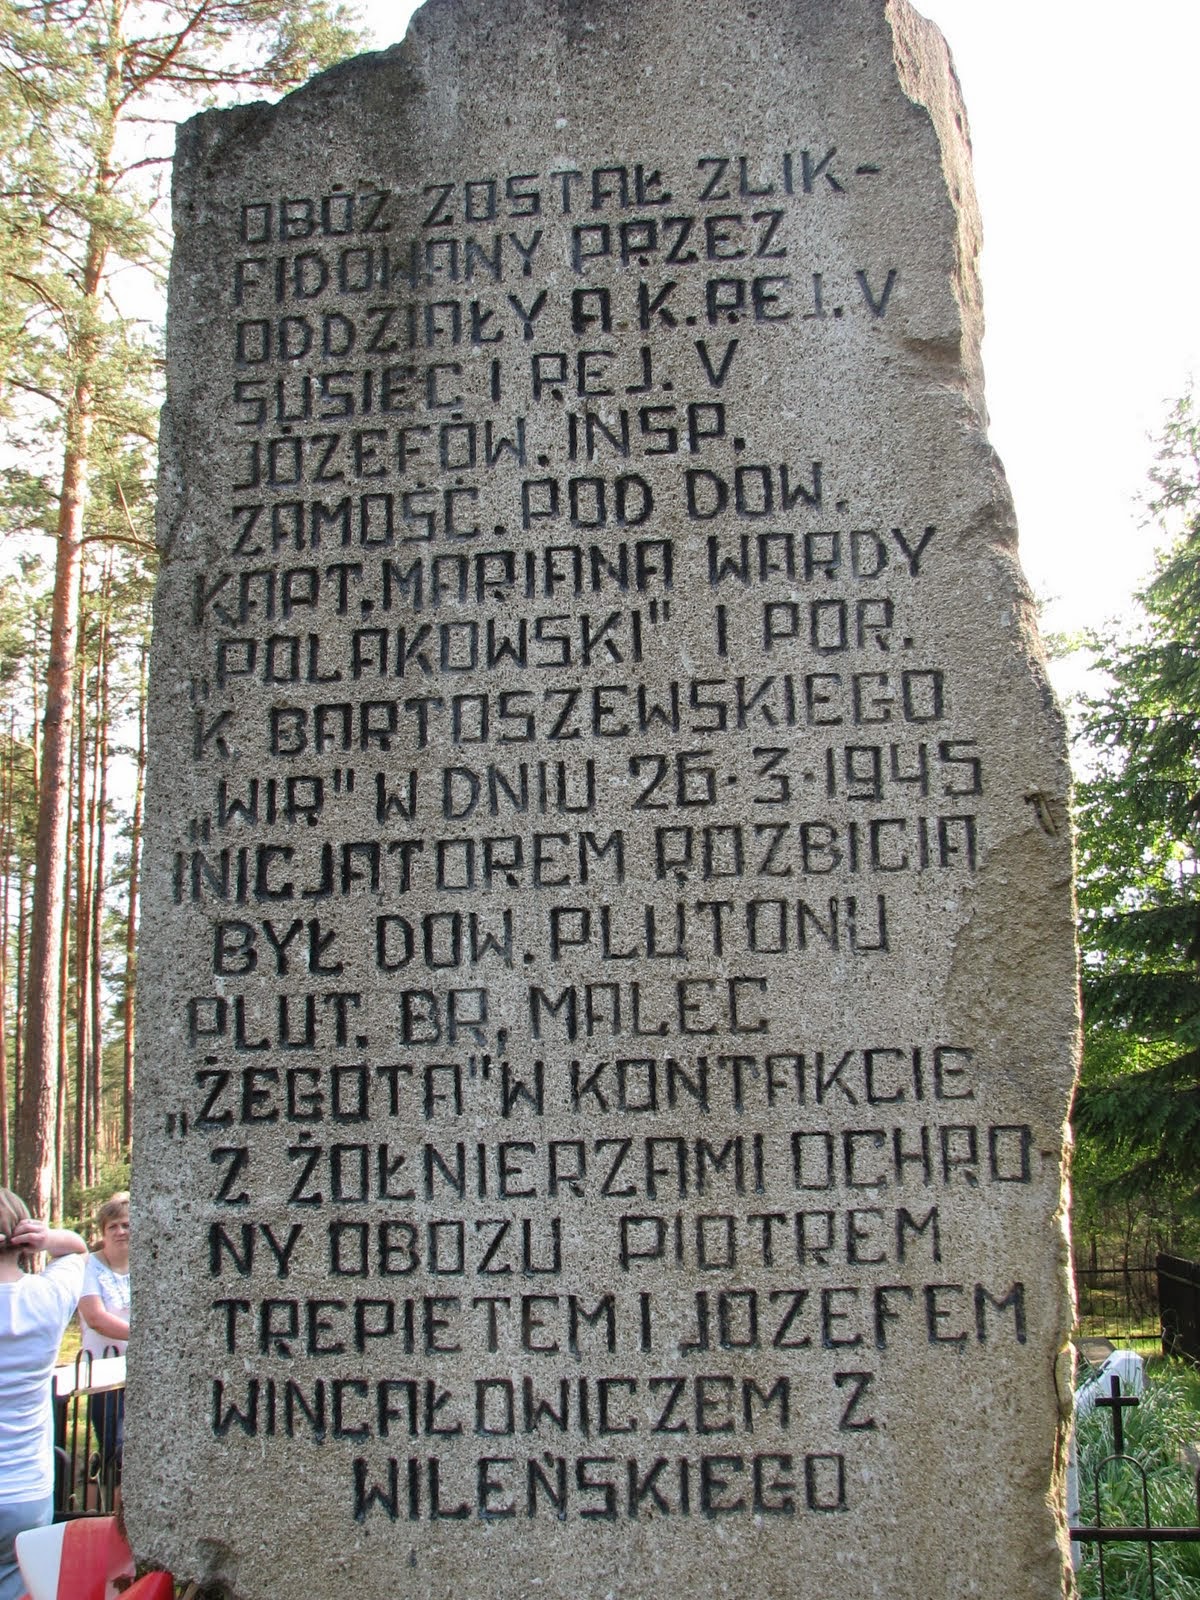 OBÓZ ZOSTAŁ ZLIK-
FIDOWANY PRZEZ
ODDZIAŁY A.K.REJ.V
SUSIEC I REJ. V
JÓZEFÓW. INSP.
ZAMOŚĆ. POD DOW.
KAPT. MARIANA WARDY
„POLAKOWSKI" I POR.
K BARTOSZEWSKIEGO
„WIR" W DNIU 26·3·1945
INICJATOREM ROZBICIA
BYŁ DOW. PLUTONU
PLUT. BR, MALEC
„ŻEGOTA" W KONTAKCIE
Z ŻOŁNIERZAMI OCHRO-
NY OBOZU PIOTREM
TREPIETEM I JOZEFEM
WINCAŁOWICZEM Z
WILEŃSKIEGO